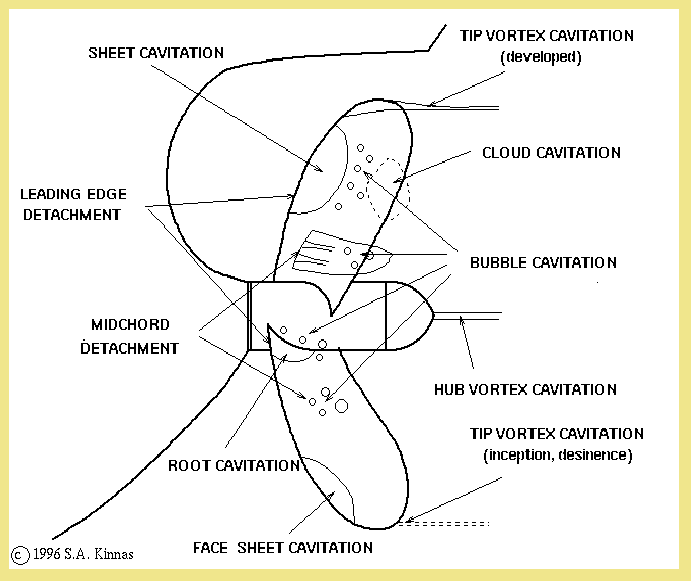 TIP VORTEX CAVITATION
(developed)
SHEET CAVITATION
CLOUD CAVITATION
LEADING EDGE
DETACHMENT
BUBBLE CAVITATION
MIDCHORD
DETACHMENT
HUB VORTEX CAVITATION
TIP VORTEX CAVITATION
(inception, desinence)
ROOT CAVITATION
FACE SHEET CAVITATION
© 1996 S.A. Kinnas